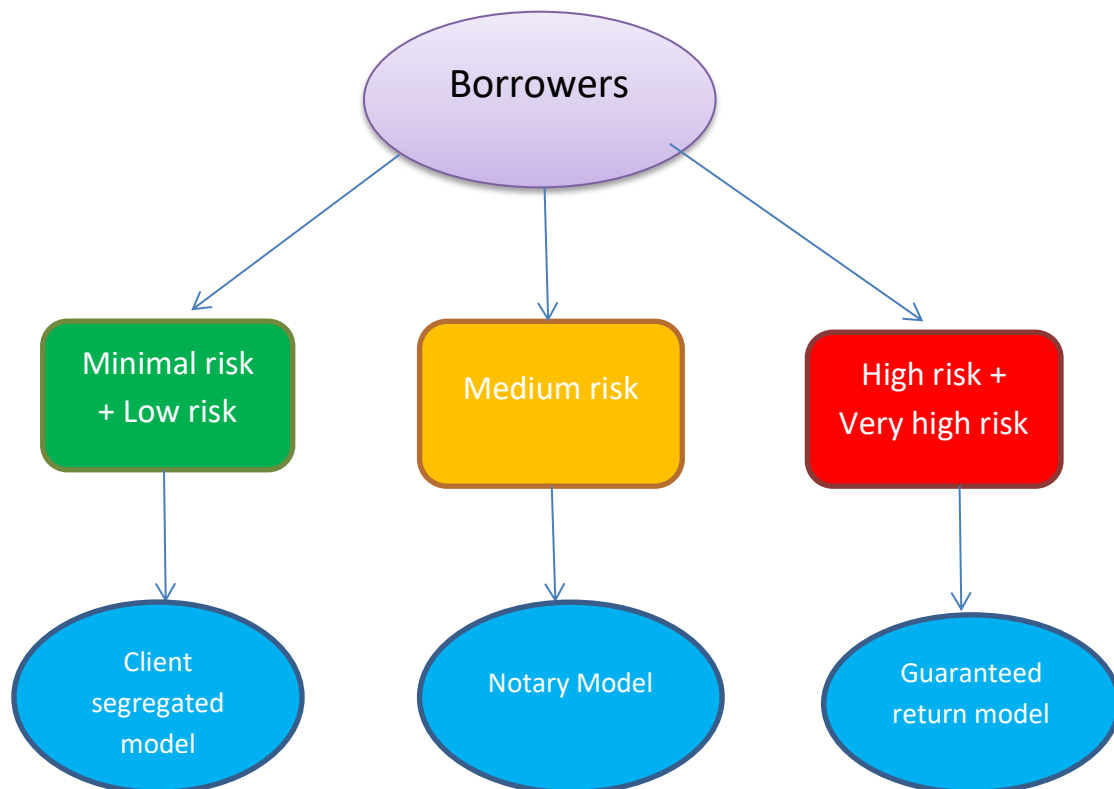 Borrowers
Minimal risk
+ Low risk
Medium risk
High risk +
Very high risk
Client
segregated
model
Notary Model
Guaranteed
return model